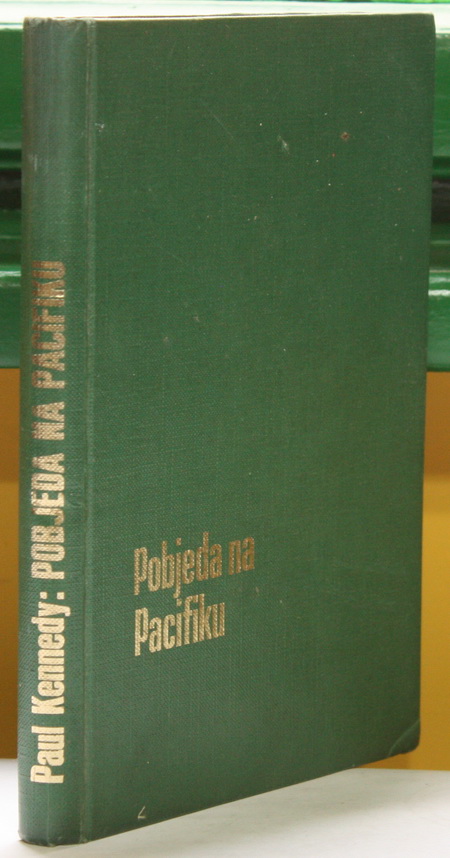 Paul Kennedy: POBJEDA NA PACIFIKU
Pobjeda na
Pacifiku